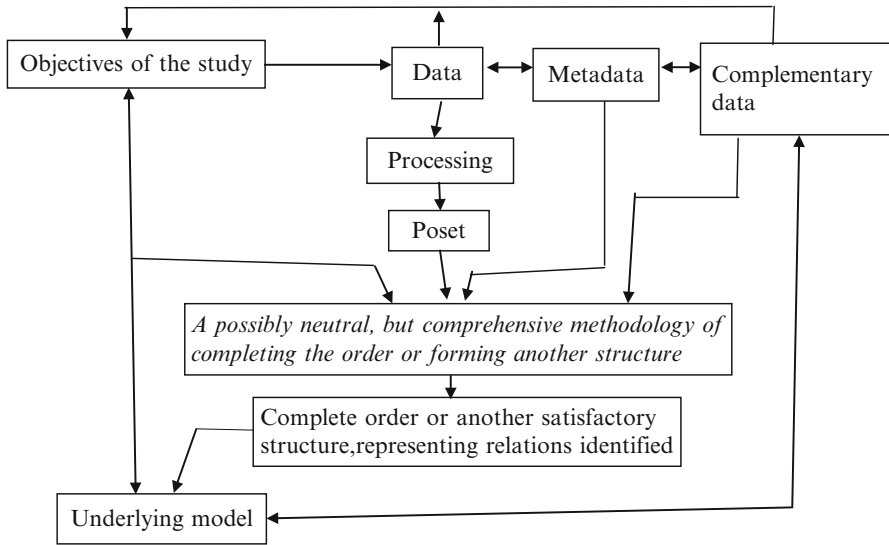 Objectives of the study
Data
Metadata
Complementary
data
Processing
Poset
A possibly neutral, but comprehensive methodology of
completing the order or forming another structure
Complete order or another satisfactory
structure,representing relations identified
Underlying model